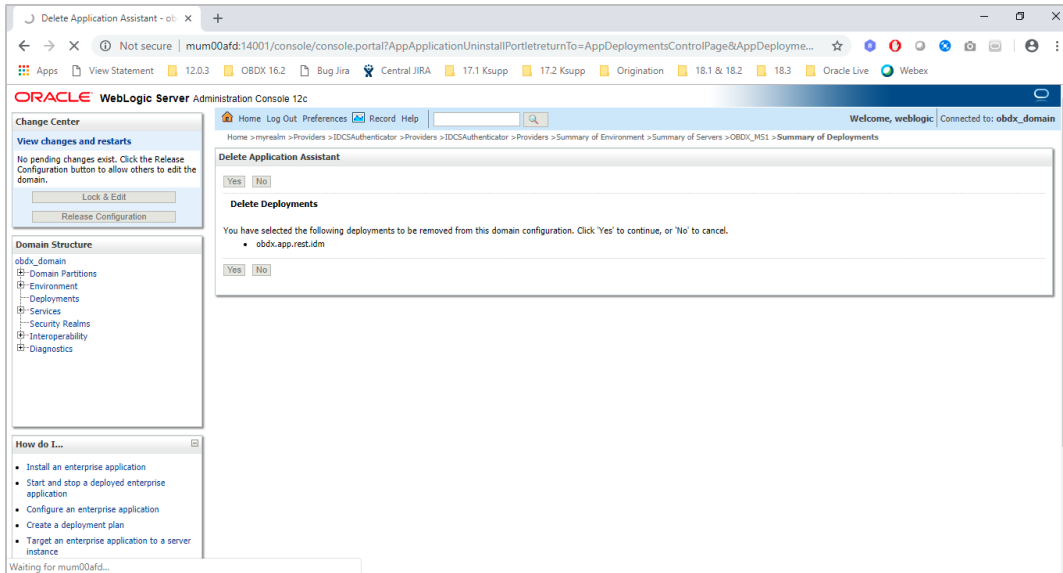 Delete Application Assistant - ob
Not secure | mum00afd:14001/console/console.portal?AppApplicationUninstallPortletreturnTo=AppDeploymentsControlPage&AppDeployme...
Apps View Statement 12.0.3 OBDX 16.2 Bug Jira Central JIRA 17.1 Ksupp 17.2 Ksupp Origination 18.1 & 18.2 18.3 Oracle Live Webex
ORACLE WebLogic Server Administration Console 12c
Change Center
View changes and restarts
No pending changes exist. Click the Release
Configuration button to allow others to edit the
domain.
Lock & Edit
Release Configuration
Domain Structure
obdx_domain
Domain Partitions
Environment
Deployments
Services
Security Realms
Interoperability
Diagnostics
How do I...
Install an enterprise application
Start and stop a deployed enterprise
application
Configure an enterprise application
Create a deployment plan
Target an enterprise application to a server
instance
Waiting for mum00afd...
Home Log Out Preferences Record Help
Welcome, weblogic Connected to: obdx_domain
Home >myrealm >Providers >IDCSAuthenticator >Providers >IDCSAuthenticator >Providers >Summary of Environment >Summary of Servers >OBDX_MS1 >Summary of Deployments
Delete Application Assistant
Yes No
Delete Deployments
You have selected the following deployments to be removed from this domain configuration. Click 'Yes' to continue, or 'No' to cancel.
obdx.app.rest.idm
Yes No